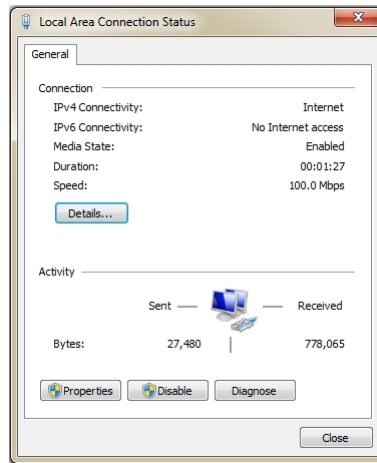 Local Area Connection Status
General
Connection
IPv4 Connectivity: Internet
IPv6 Connectivity: No Internet access
Media State: Enabled
Duration: 00:01:27
Speed: 100.0 Mbps
Details...
Activity
Sent Received
Bytes: 27,480 778,065
Properties Disable Diagnose
Close